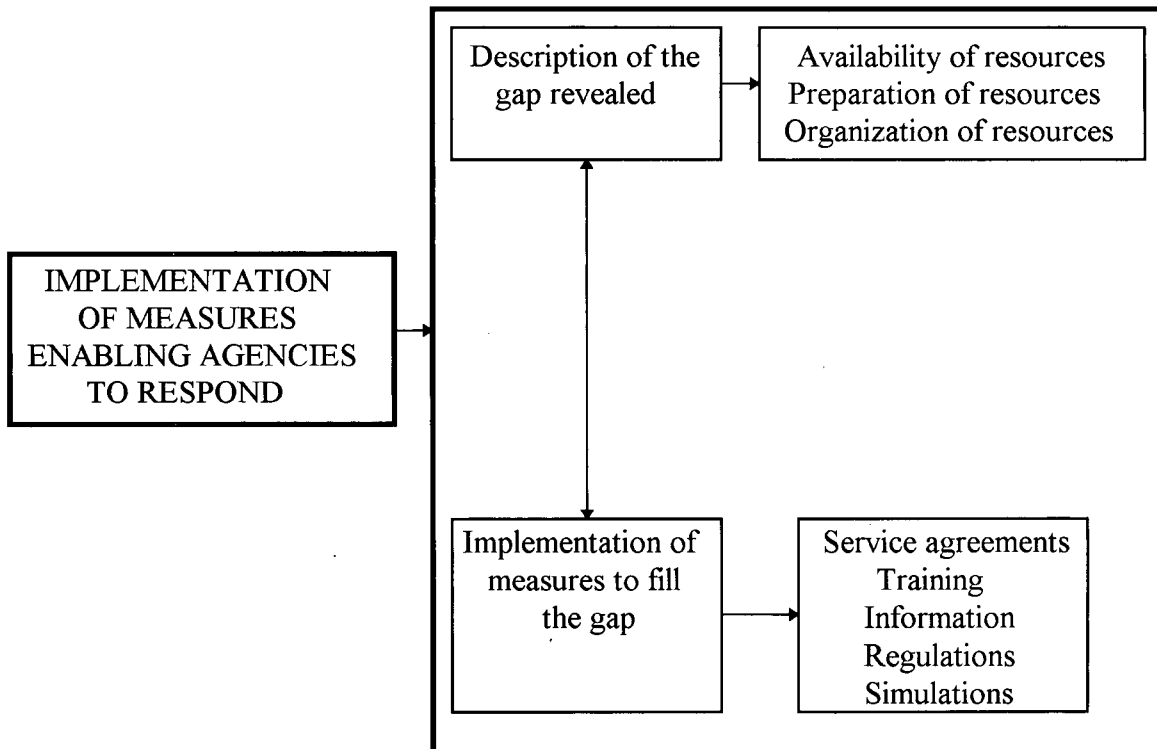 Description of the
gap revealed
Availability of resources
Preparation of resources
Organization of resources
IMPLEMENTATION
OF MEASURES
ENABLING AGENCIES
TO RESPOND
Implementation of
measures to fill
the gap
Service agreements
Training
Information
Regulations
Simulations